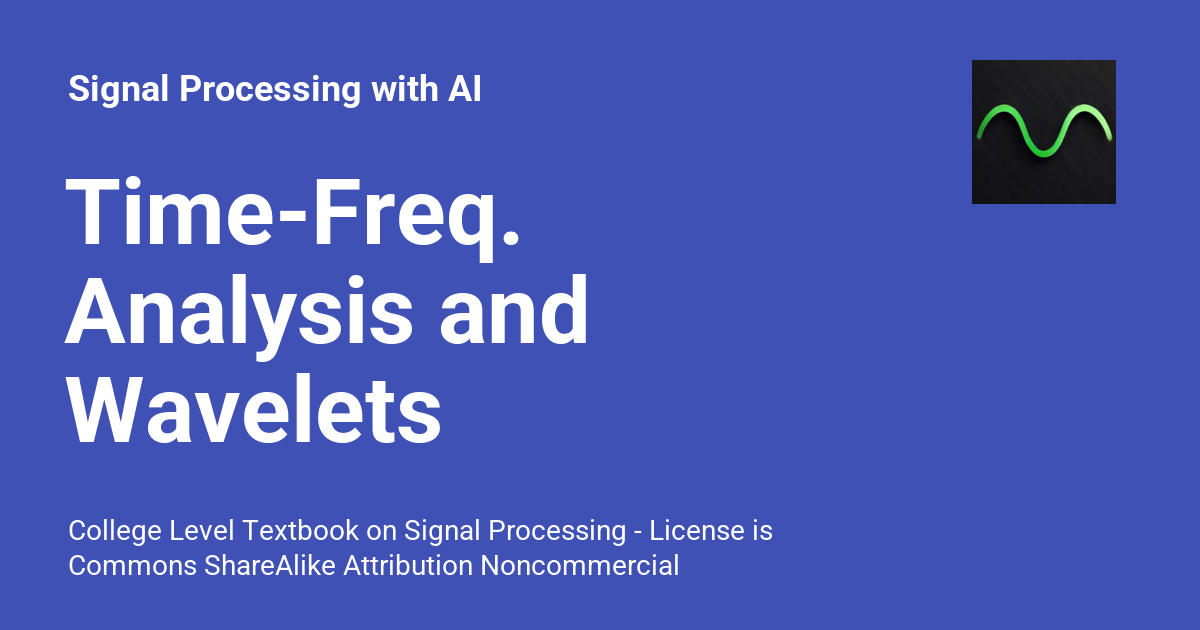 Signal Processing with AI
Time-Freq.
Analysis and
Wavelets
College Level Textbook on Signal Processing - License is
Commons ShareAlike Attribution Noncommercial